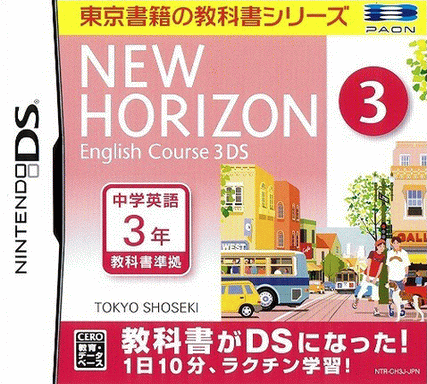 東京書籍の教科書シリーズ
PAON
NEW
HORIZON
English Course 3 DS
3
NINTENDO DS
中学英語
3年
教科書準拠
WEST
TOKYO SHOSEKI
CERO
教育・
データ
ベース
教科書がDSになった!
1日10分、ラクチン学習!
NTR-CH3J-JPN